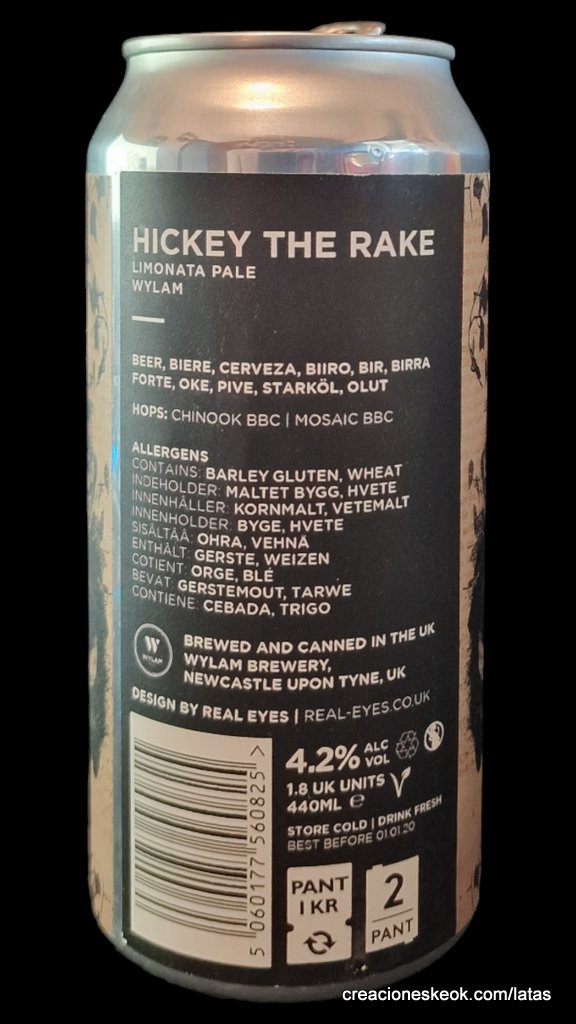 HICKEY THE RAKE
LIMONATA PALE
WYLAM
BEER, BIERE, CERVEZA, BIIRO, BIR, BIRRA
FORTE, OKE, PIVE, STARKÖL, OLUT
HOPS: CHINOOK BBC | MOSAIC BBC
ALLERGENS
CONTAINS: BARLEY GLUTEN, WHEAT
INDEHOLDER: MALTET BYGG, HVETE
INNENHÅLLER: KORNMALT, VETEMALT
INNENHOLDER: BYGE, HVETE
SISÄLTÄÄ: OHRA, VEHNÄ
ENTHÄLT: GERSTE, WEIZEN
COTIENT: ORGE, BLÉ
BEVAT: GERSTEMOUT, TARWE
CONTIENE: CEBADA, TRIGO
W
WYLAM
BREWED AND CANNED IN THE UK
WYLAM BREWERY,
NEWCASTLE UPON TYNE, UK
DESIGN BY REAL EYES | REAL-EYES.CO.UK
5 060177 560825 >
4.2% ALC VOL
1.8 UK UNITS
440ML e
STORE COLD | DRINK FRESH
BEST BEFORE 01.01.20
PANT
1 KR
2
PANT
creacioneskeok.com/latas